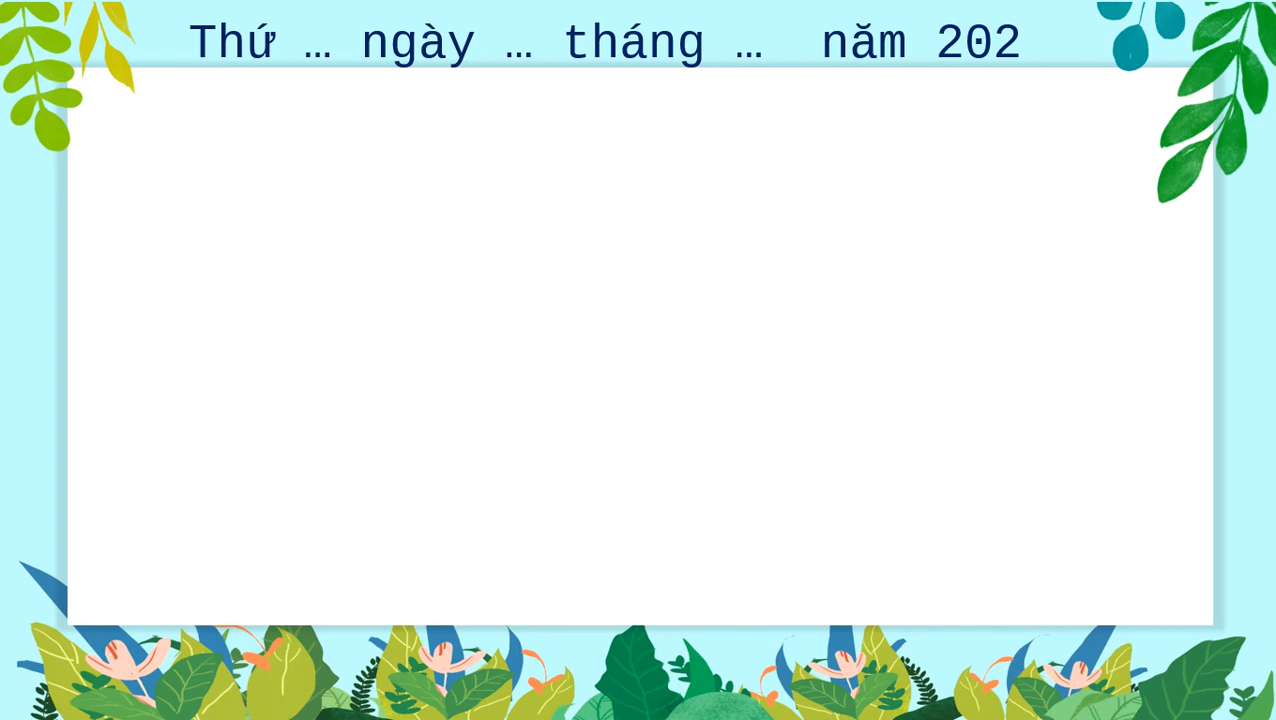 Thứ … ngày … tháng …  năm 202